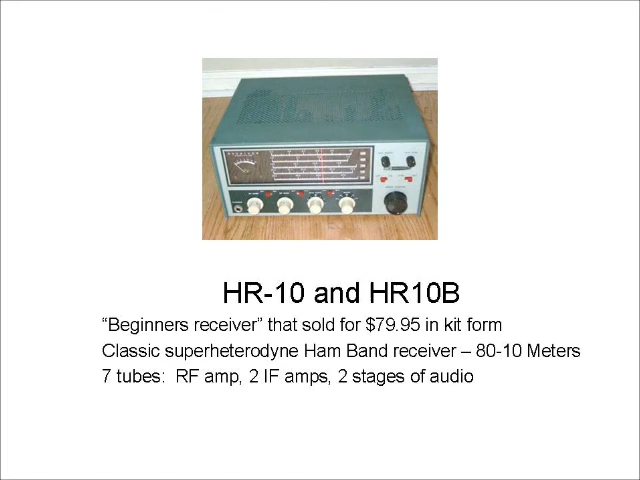 HR-10 and HR10B
“Beginners receiver” that sold for $79.95 in kit form
Classic superheterodyne Ham Band receiver – 80-10 Meters
7 tubes:  RF amp, 2 IF amps, 2 stages of audio